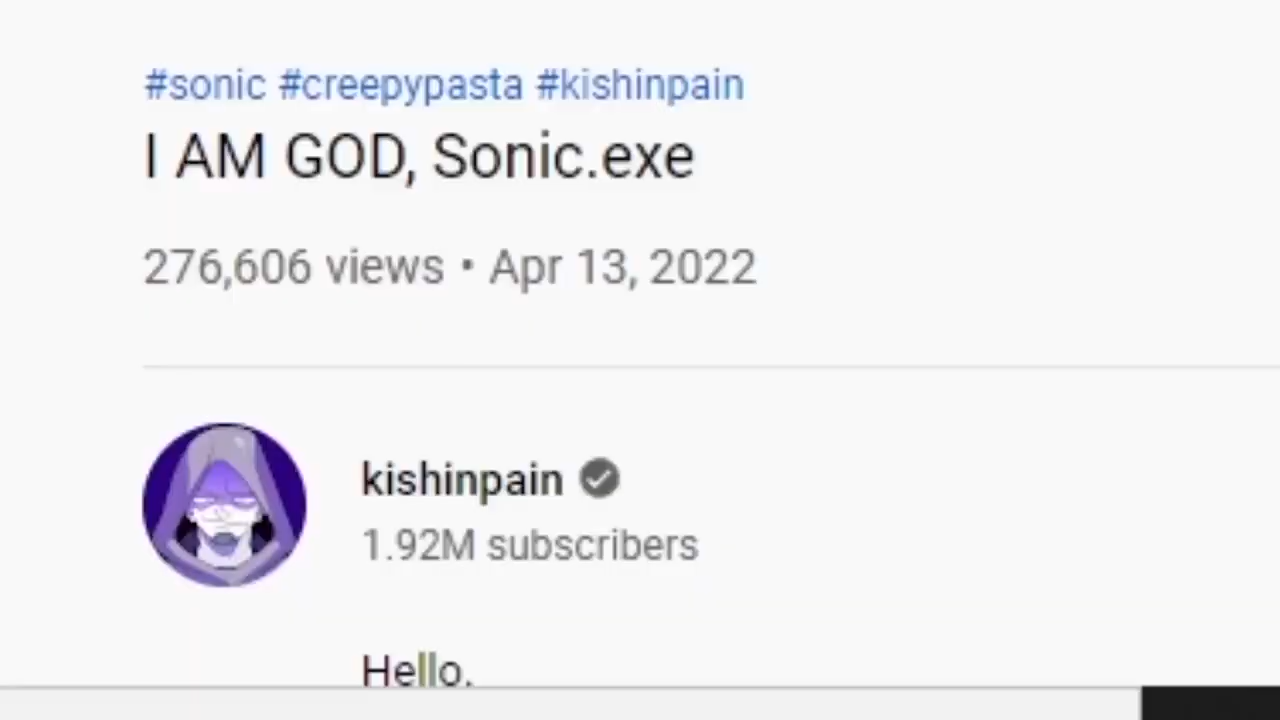 #sonic #creepypasta #kishinpain
I AM GOD, Sonic.exe
276,606 views • Apr 13, 2022
kishinpain
1.92M subscribers
Hello.